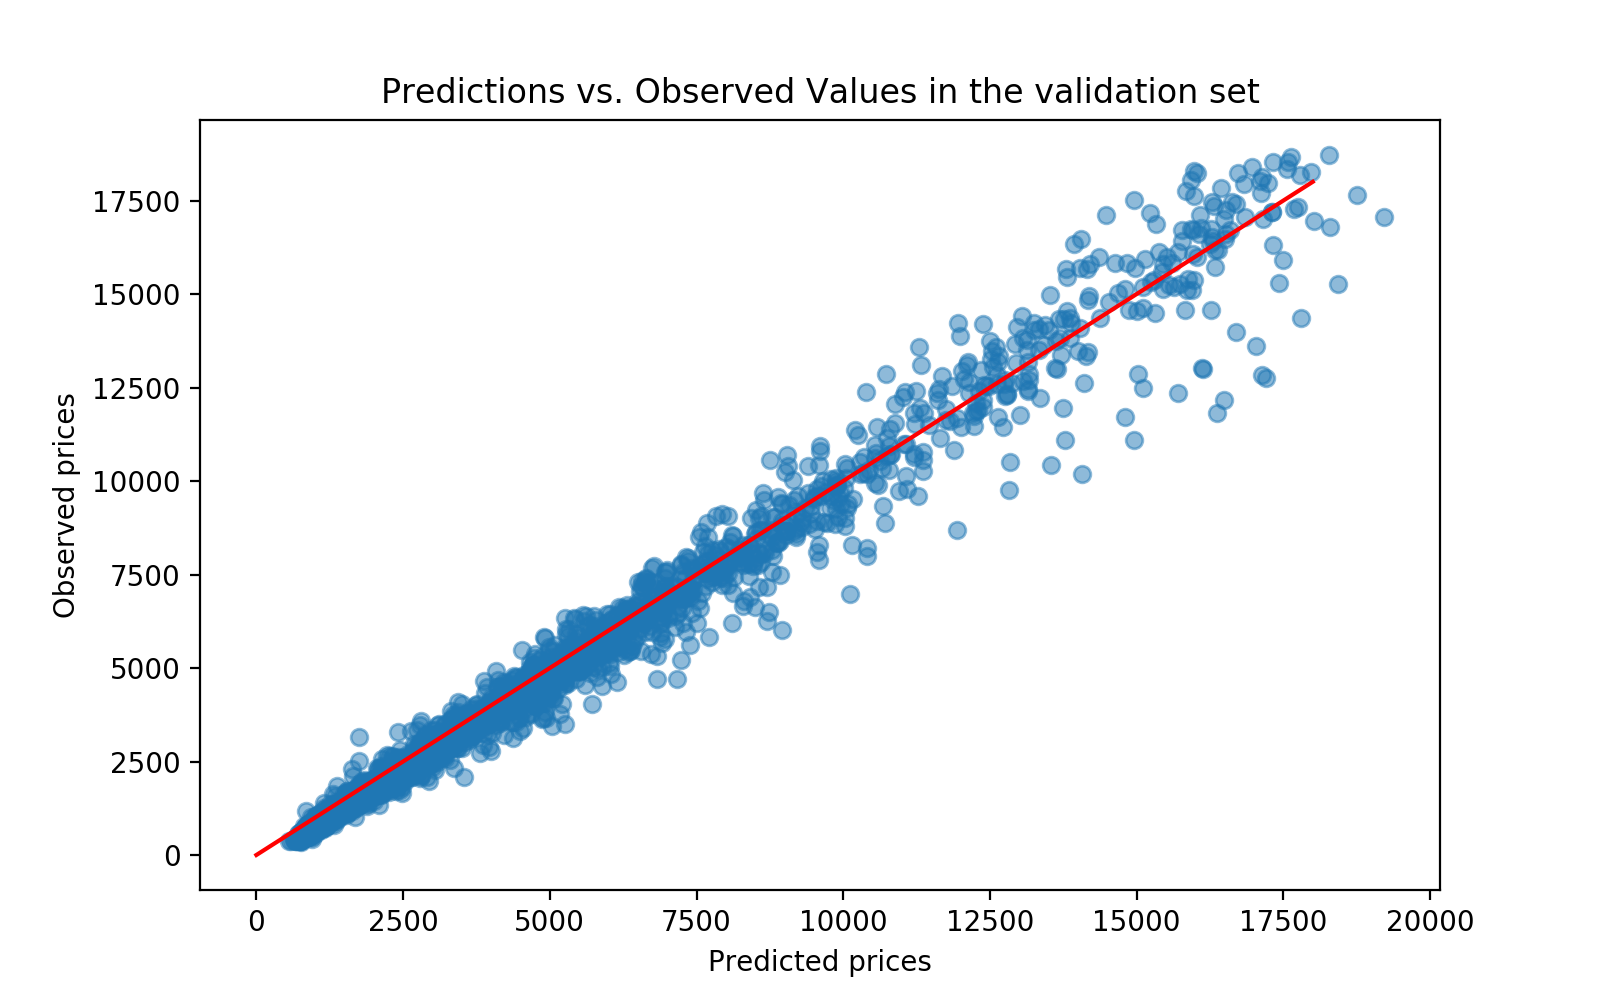 Predictions vs. Observed Values in the validation set
17500
15000
12500
10000
7500
5000
2500
0
Observed prices
0 2500 5000 7500 10000 12500 15000 17500 20000
Predicted prices